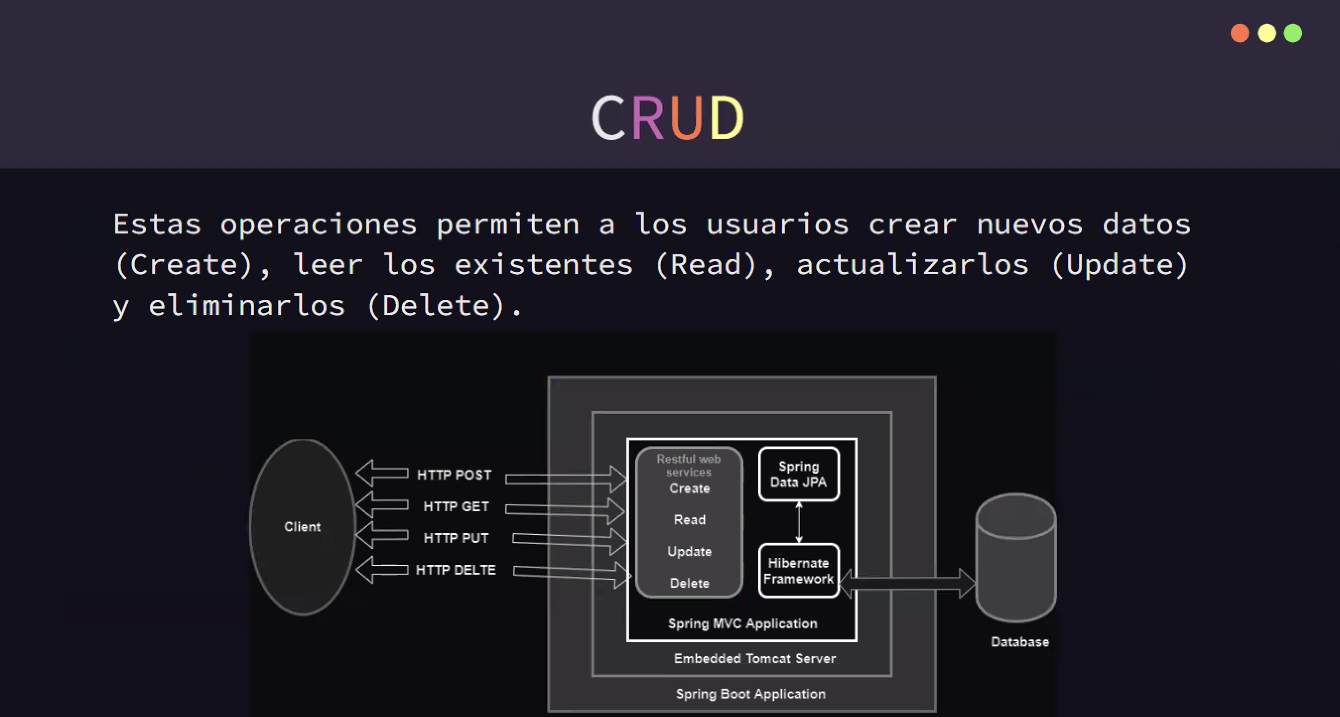 CRUD
Estas operaciones permiten a los usuarios crear nuevos datos
(Create), leer los existentes (Read), actualizarlos (Update)
y eliminarlos (Delete).
Client
HTTP POST
HTTP GET
HTTP PUT
HTTP DELTE
Restful web
services
Create
Read
Update
Delete
Spring
Data JPA
Hibernate
Framework
Spring MVC Application
Embedded Tomcat Server
Spring Boot Application
Database